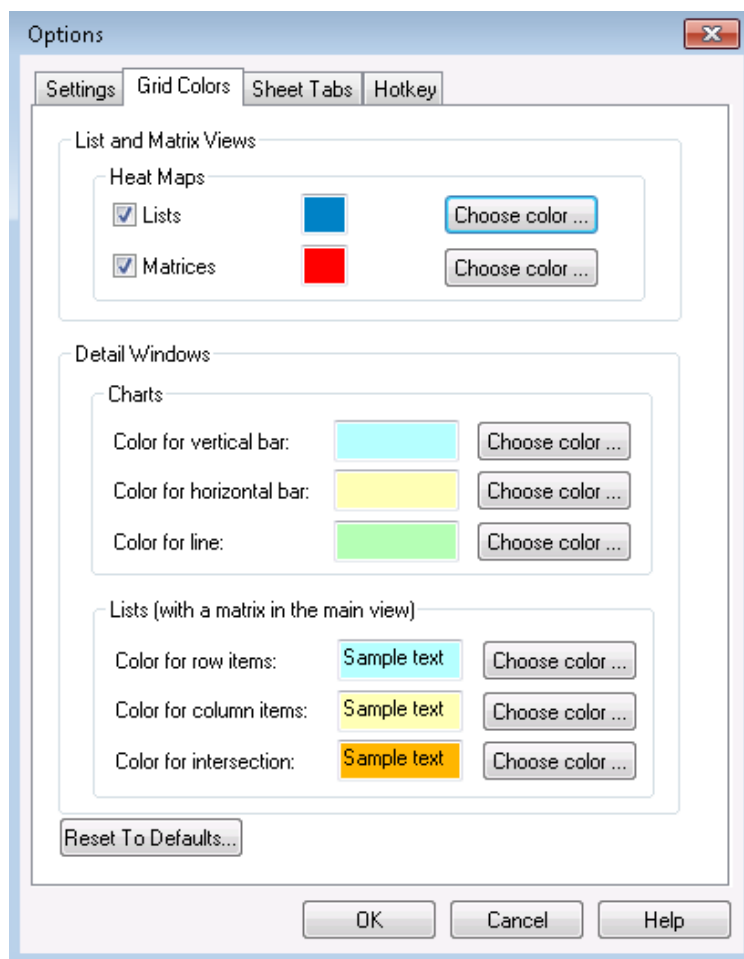 Options
Settings Grid Colors Sheet Tabs Hotkey
List and Matrix Views
Heat Maps
Lists Choose color ...
Matrices Choose color ...
Detail Windows
Charts
Color for vertical bar: Choose color ...
Color for horizontal bar: Choose color ...
Color for line: Choose color ...
Lists (with a matrix in the main view)
Color for row items: Sample text Choose color ...
Color for column items: Sample text Choose color ...
Color for intersection: Sample text Choose color ...
Reset To Defaults...
OK Cancel Help